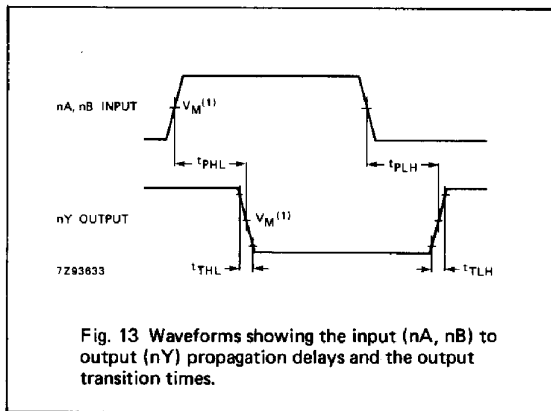 nA, nB INPUT
VM(1)
tPHL
tPLH
nY OUTPUT
VM(1)
7Z93633
tTHL
tTLH
Fig. 13 Waveforms showing the input (nA, nB) to
output (nY) propagation delays and the output
transition times.